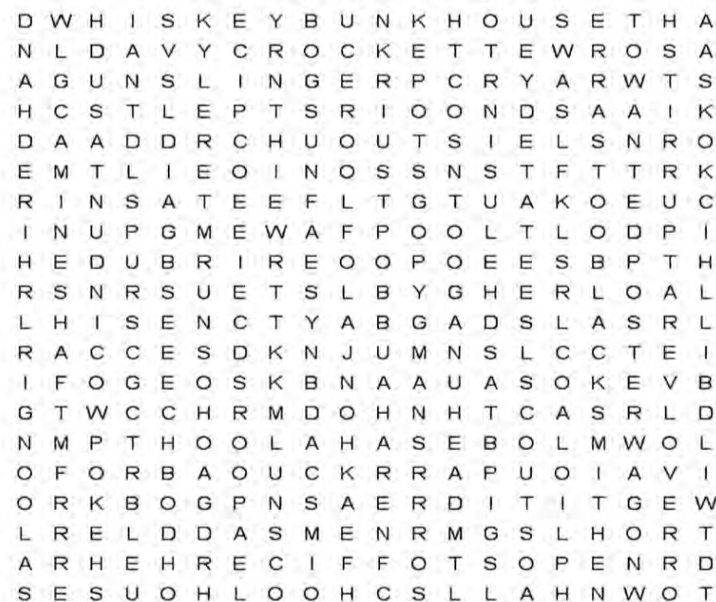 D W H I S K E Y B U N K H O U S E T H A
N L D A V Y C R O C K E T T E W R O S A
A G U N S L I N G E R P C R Y A R W T S
H C S T L E P T S R I O O N D S A A I K
D A A D D R C H U O U T S I E L S N R O
E M T L I E O I N O S S N S T F T T R K
R I N S A T E E F L T G T U A K O E U C
I N U P G M E W A F P O O L T L O D P I
H E D U B R I R E O O P O E E S B P T H
R S N R S U E T S L B Y G H E R L O A L
L H I S E N C T Y A B G A D S L A S R L
R A C C E S D K N J U M N S L C C T E I
I F O G E O S K B N A A U A S O K E V B
G T W C C H R M D O H N H T C A S R L D
N M P T H O O L A H A S E B O L M W O L
O F O R B A O U C K R R A P U O I A V I
O R K B O G P N S A E R D I T I T G E W
L R E L D D A S M E N R M G S L H O R T
A R H E H R E C I F F O T S O P E N R D
S E S U O H L O O H C S L L A H N W O T